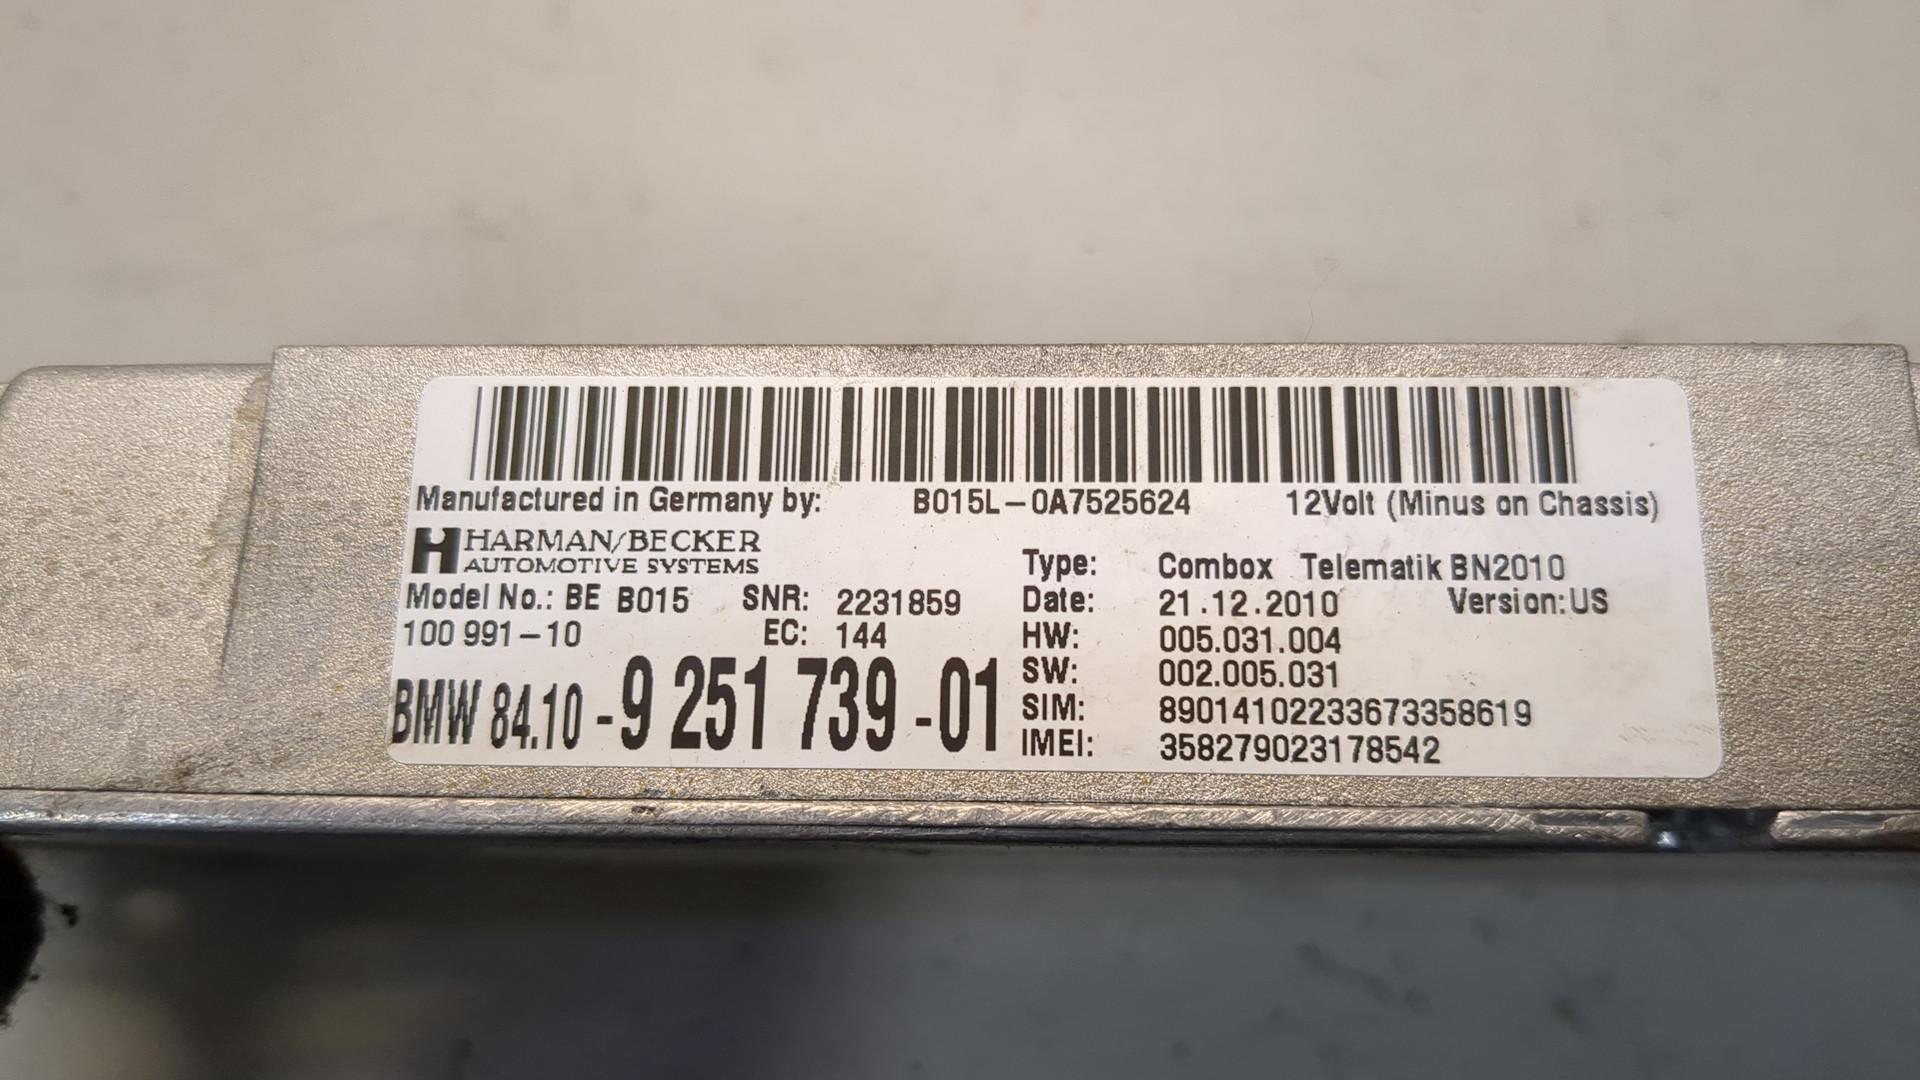 Manufactured in Germany by: B015L-0A7525624 12Volt (Minus on Chassis)
HARMAN/BECKER
AUTOMOTIVE SYSTEMS
Type: Combox Telematik BN2010
Model No.: BE B015 SNR: 2231859 Date: 21.12.2010 Version:US
100 991-10 EC: 144 HW: 005.031.004
SW: 002.005.031
BMW 84.10 -9 251 739 -01 SIM: 89014102233673358619
IMEI: 358279023178542